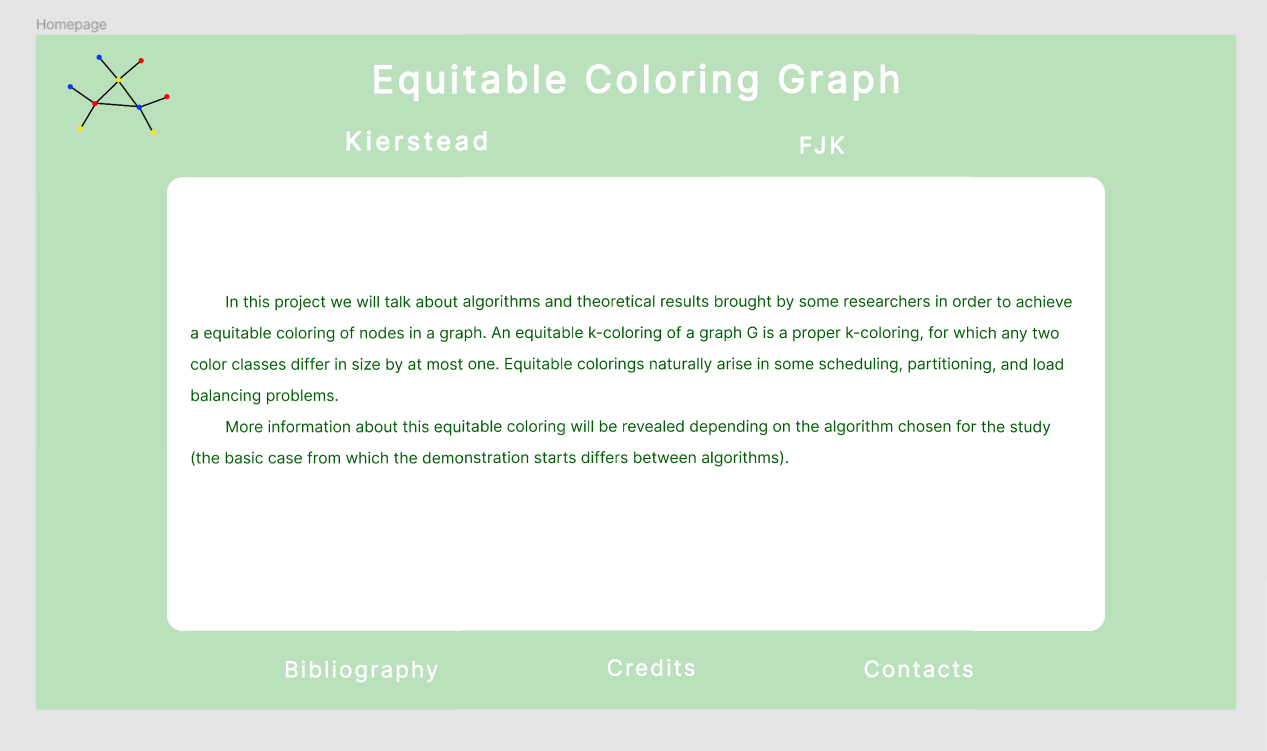 Homepage
Equitable Coloring Graph
Kierstead
FJK
In this project we will talk about algorithms and theoretical results brought by some researchers in order to achieve
a equitable coloring of nodes in a graph. An equitable k-coloring of a graph G is a proper k-coloring, for which any two
color classes differ in size by at most one. Equitable colorings naturally arise in some scheduling, partitioning, and load
balancing problems.
More information about this equitable coloring will be revealed depending on the algorithm chosen for the study
(the basic case from which the demonstration starts differs between algorithms).
Bibliography
Credits
Contacts